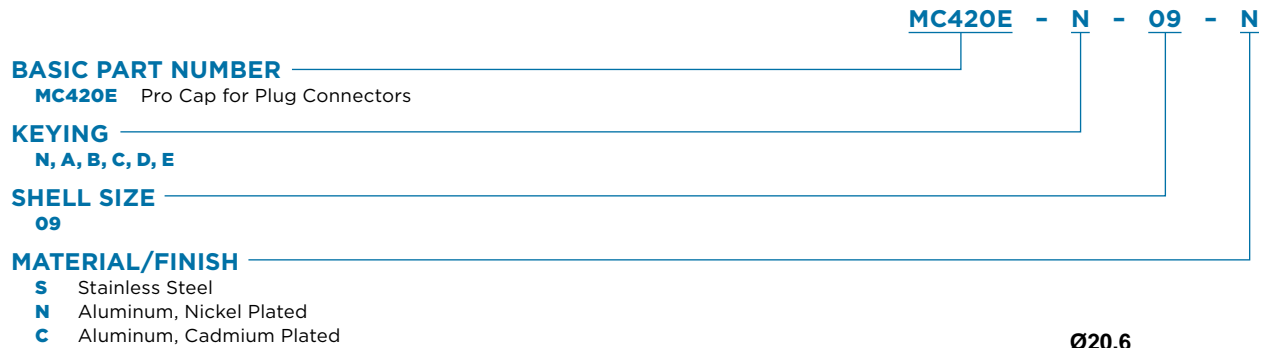 MC420E – N – 09 – N
BASIC PART NUMBER
MC420E Pro Cap for Plug Connectors
KEYING
N, A, B, C, D, E
SHELL SIZE
09
MATERIAL/FINISH
S Stainless Steel
N Aluminum, Nickel Plated
C Aluminum, Cadmium Plated
Ø20.6